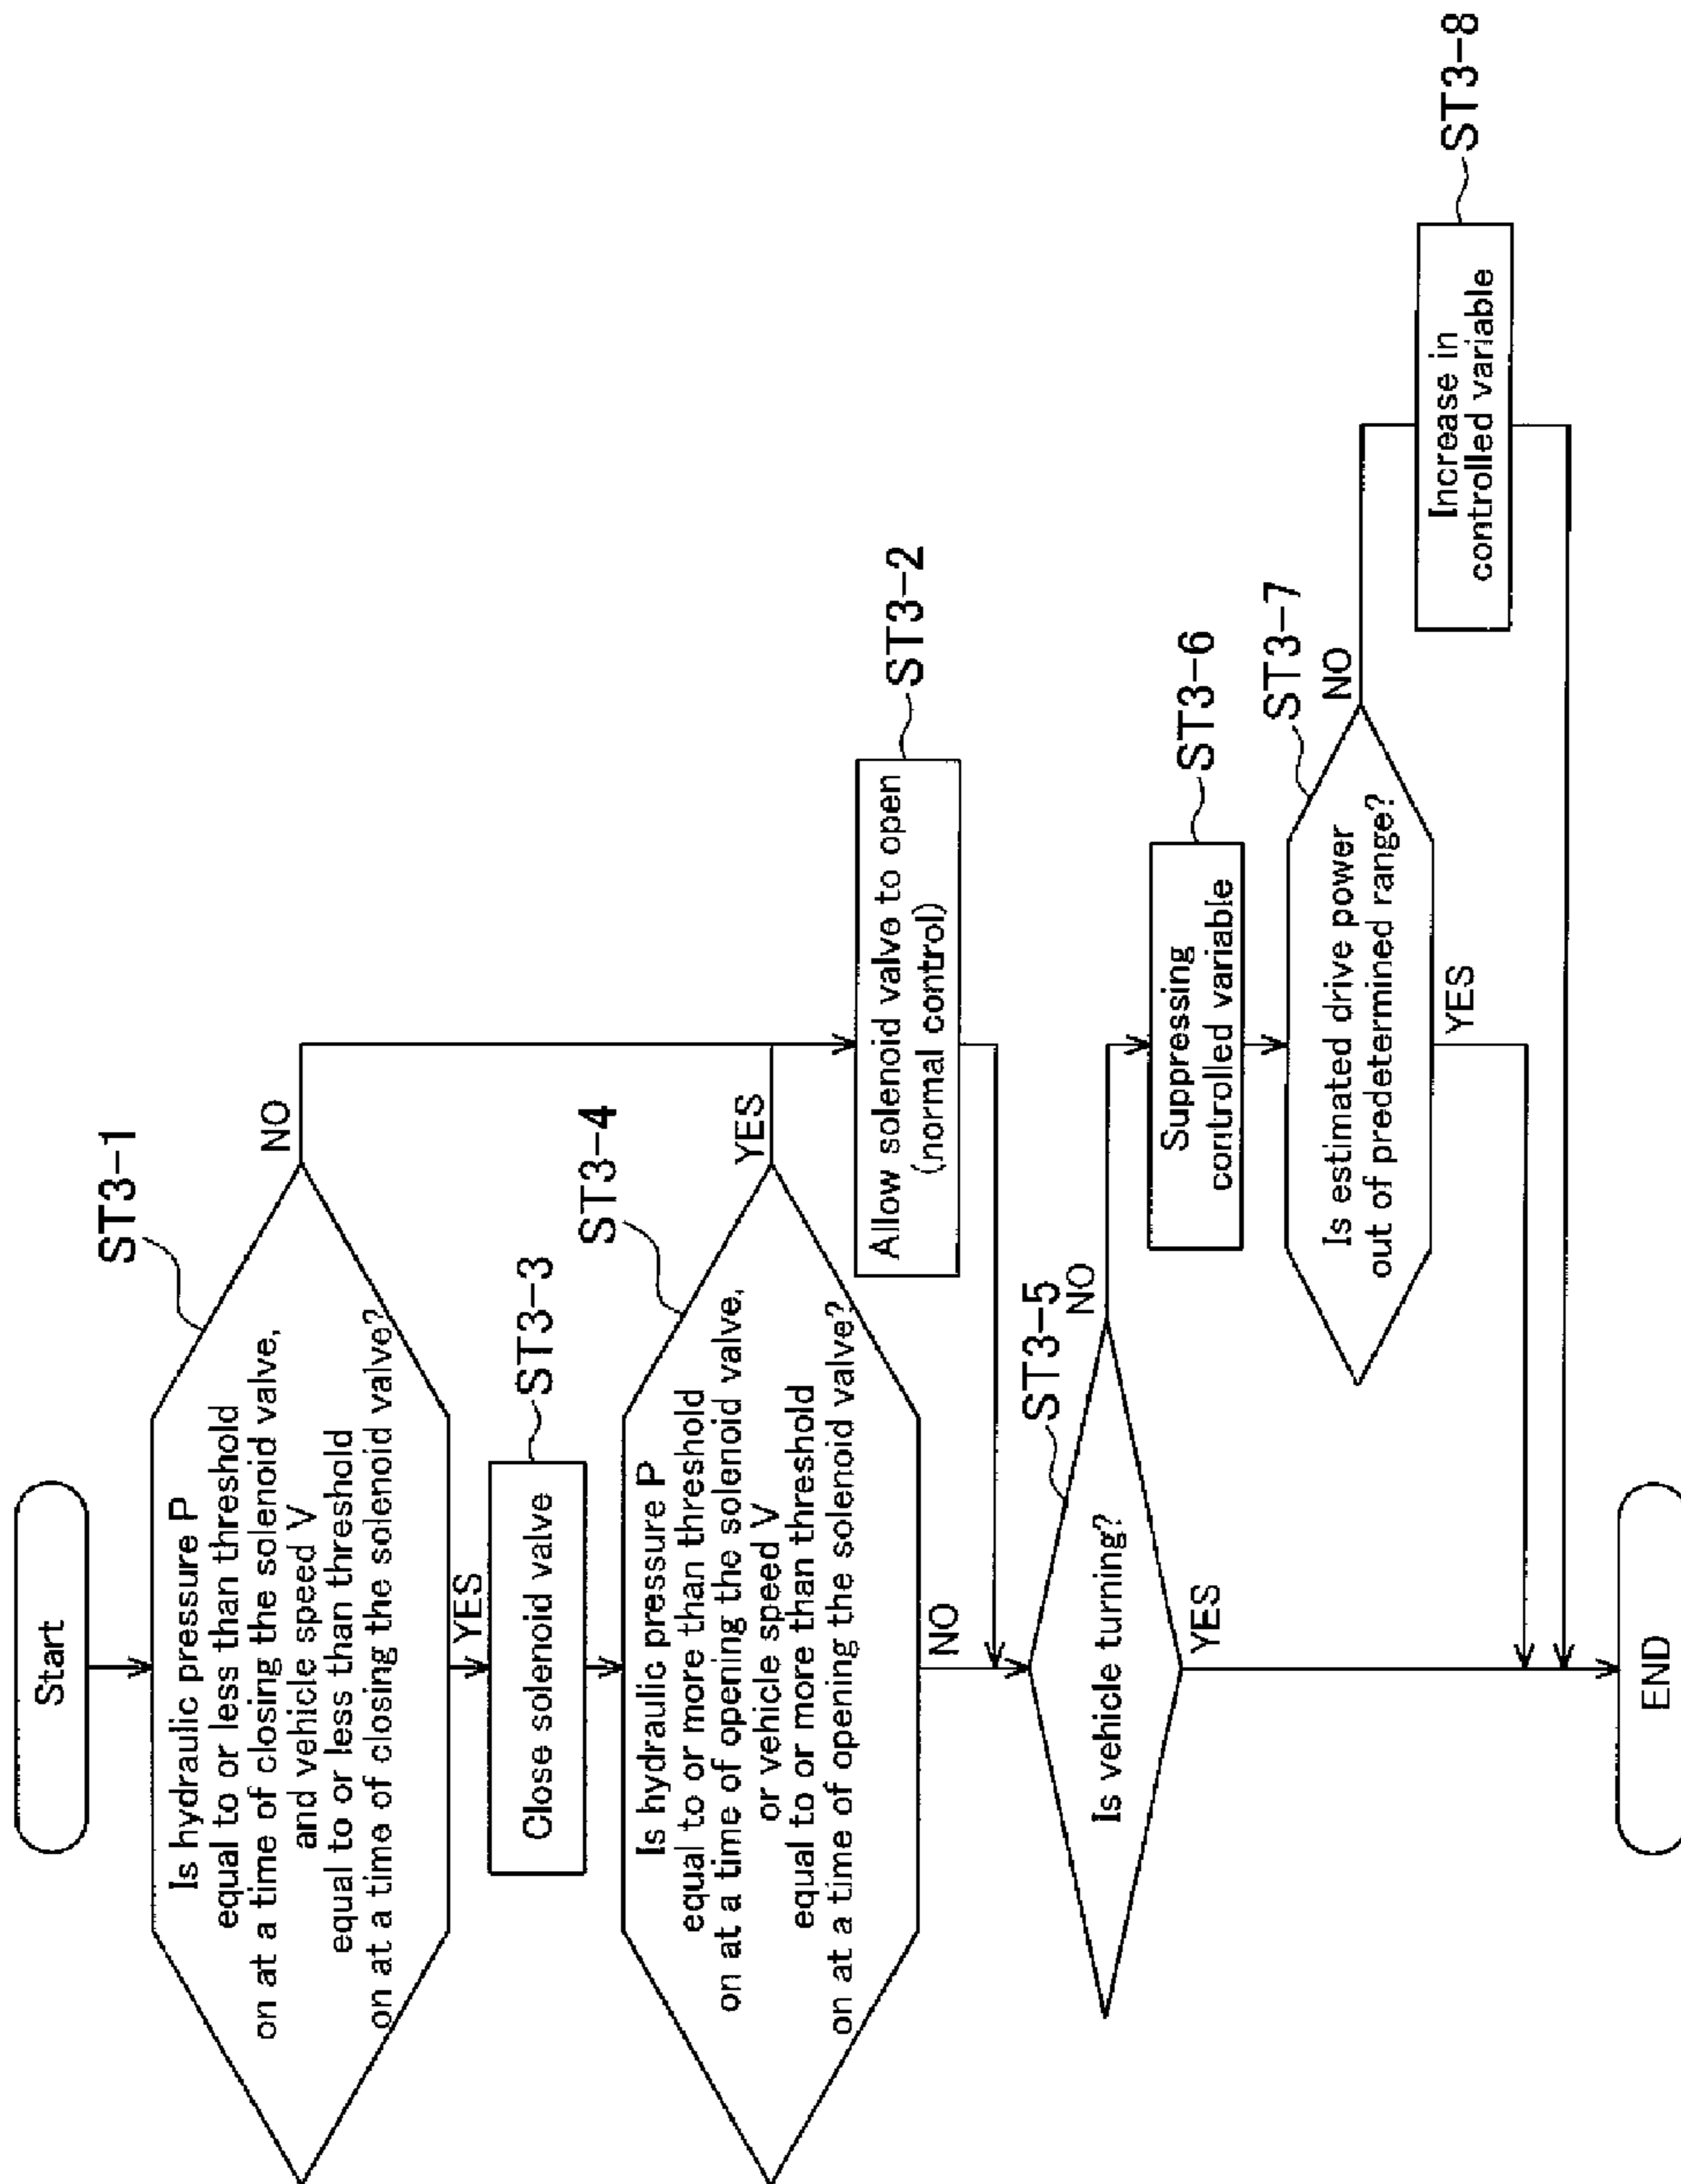 Start
ST3-1
Is hydraulic pressure P
equal to or less than threshold
on at a time of closing the solenoid valve,
and vehicle speed V
equal to or less than threshold
on at a time of closing the solenoid valve?
NO
YES
ST3-3
Close solenoid valve
ST3-4
Is hydraulic pressure P
equal to or more than threshold
on at a time of opening the solenoid valve,
or vehicle speed V
equal to or more than threshold
on at a time of opening the solenoid valve?
YES
NO
ST3-2
Allow solenoid valve to open
(normal control)
ST3-5
Is vehicle turning?
NO
YES
ST3-6
Suppressing
controlled variable
ST3-7
Is estimated drive power
out of predetermined range?
NO
YES
ST3-8
Increase in
controlled variable
END